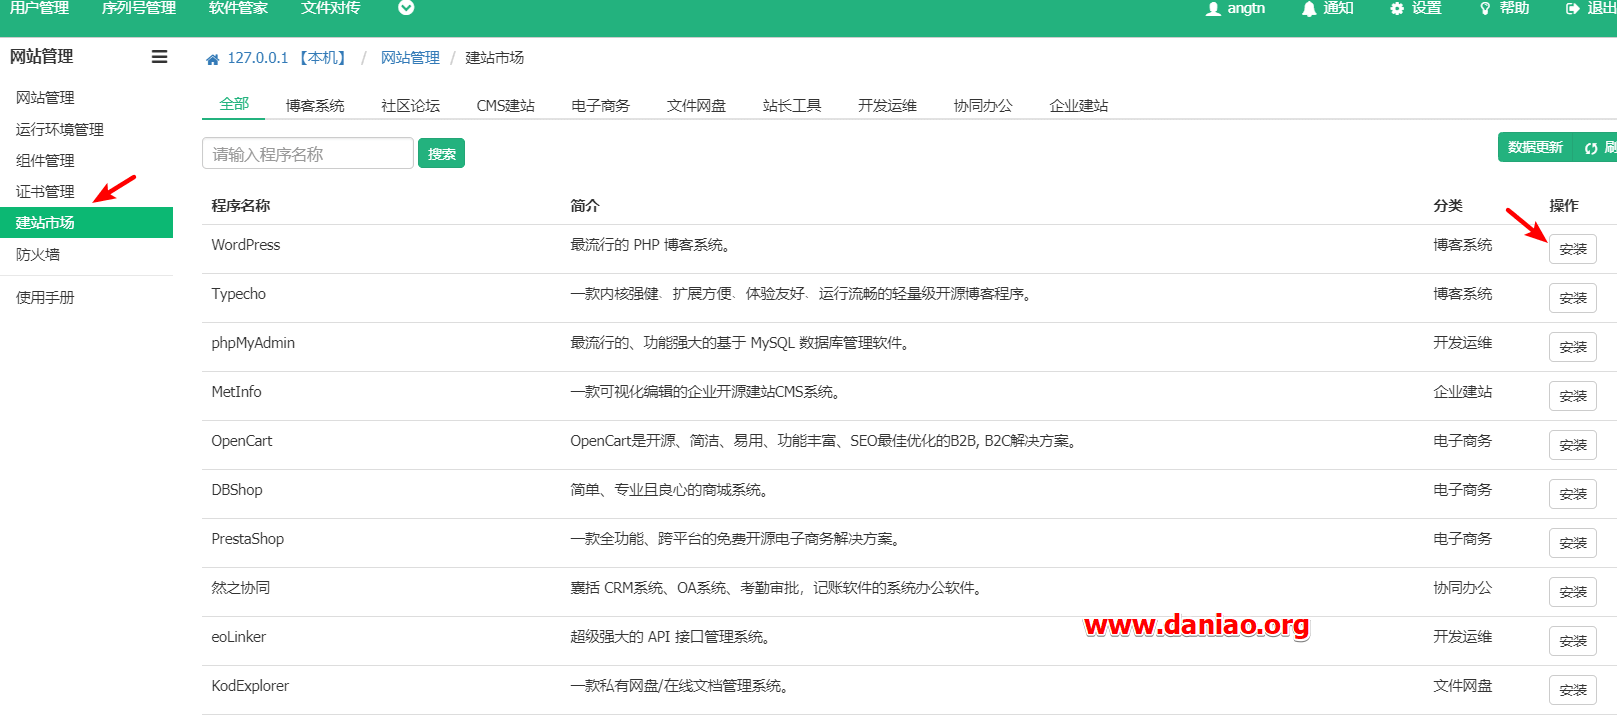 用户管理 序列号管理 软件管家 文件对传 angtn 通知 设置 帮助 退出
网站管理
127.0.0.1 【本机】 / 网站管理 / 建站市场
网站管理
运行环境管理
组件管理
证书管理
建站市场
防火墙
使用手册
全部 博客系统 社区论坛 CMS建站 电子商务 文件网盘 站长工具 开发运维 协同办公 企业建站
请输入程序名称 搜索 数据更新 刷
程序名称 简介 分类 操作
WordPress 最流行的 PHP 博客系统。 博客系统 安装
Typecho 一款内核强健、扩展方便、体验友好、运行流畅的轻量级开源博客程序。 博客系统 安装
phpMyAdmin 最流行的、功能强大的基于 MySQL 数据库管理软件。 开发运维 安装
MetInfo 一款可视化编辑的企业开源建站CMS系统。 企业建站 安装
OpenCart OpenCart是开源、简洁、易用、功能丰富、SEO最佳优化的B2B, B2C解决方案。 电子商务 安装
DBShop 简单、专业且良心的商城系统。 电子商务 安装
PrestaShop 一款全功能、跨平台的免费开源电子商务解决方案。 电子商务 安装
然之协同 囊括 CRM系统、OA系统、考勤审批，记账软件的系统办公软件。 协同办公 安装
www.daniao.org
eoLinker 超级强大的 API 接口管理系统。 开发运维 安装
KodExplorer 一款私有网盘/在线文档管理系统。 文件网盘 安装